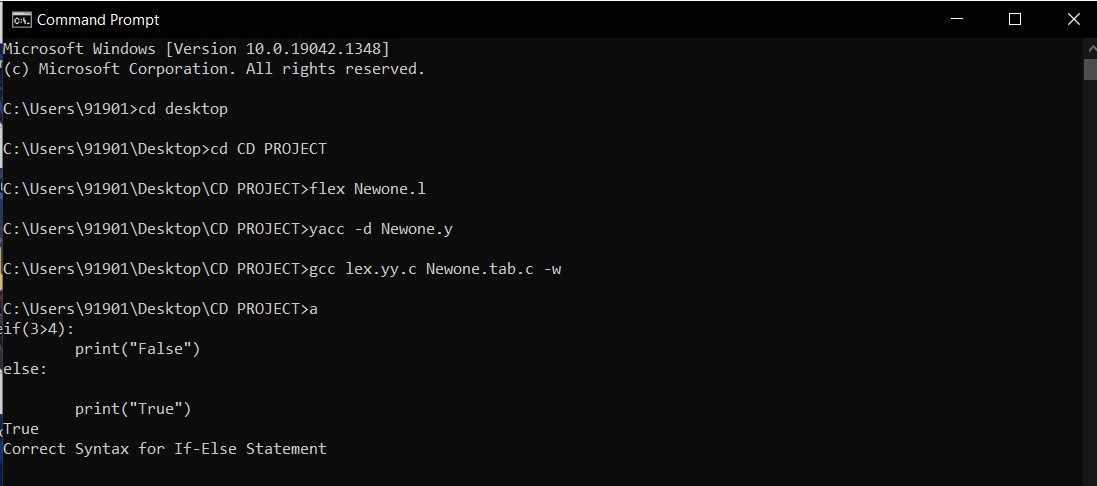 Command Prompt
Microsoft Windows [Version 10.0.19042.1348]
(c) Microsoft Corporation. All rights reserved.
C:\Users\91901>cd desktop
C:\Users\91901\Desktop>cd CD PROJECT
C:\Users\91901\Desktop\CD PROJECT>flex Newone.l
C:\Users\91901\Desktop\CD PROJECT>yacc -d Newone.y
C:\Users\91901\Desktop\CD PROJECT>gcc lex.yy.c Newone.tab.c -w
C:\Users\91901\Desktop\CD PROJECT>a
if(3>4):
print("False")
else:
print("True")
True
Correct Syntax for If-Else Statement